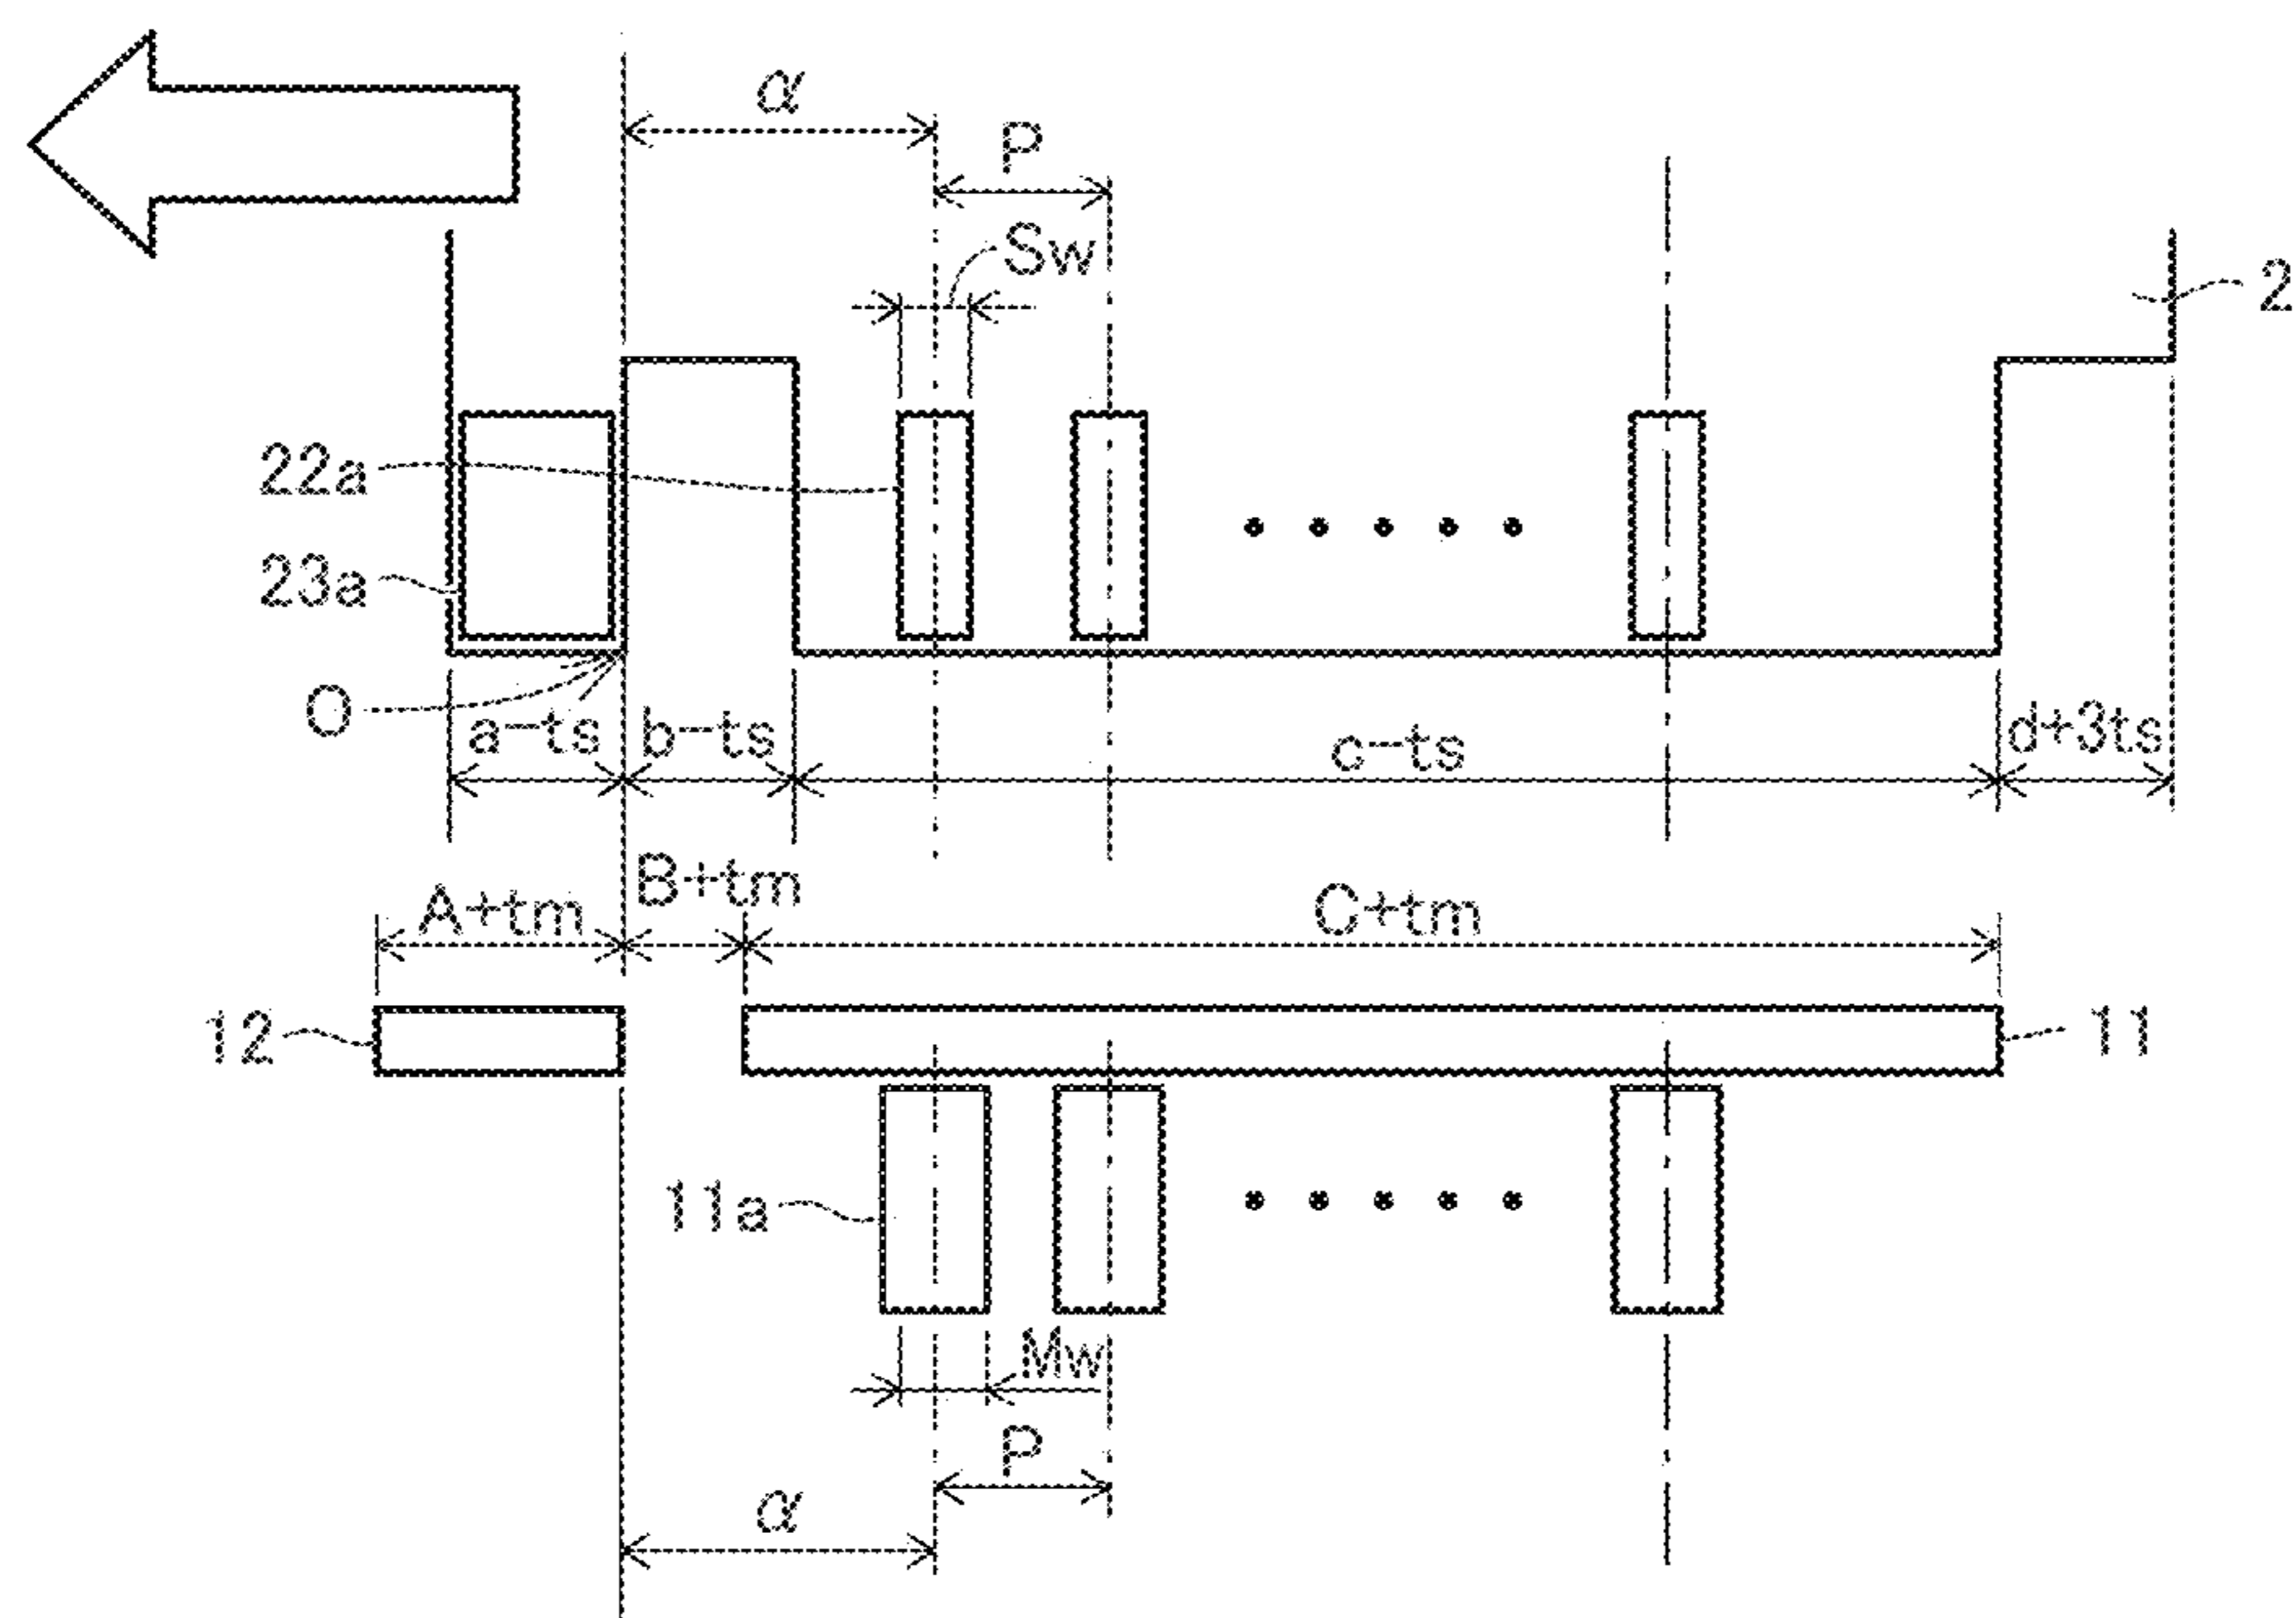 α
P
Sw
2
22a
23a
O
a-ts
b-ts
c-ts
d+3ts
A+tm
B+tm
C+tm
12
11
11a
Mw
P
α